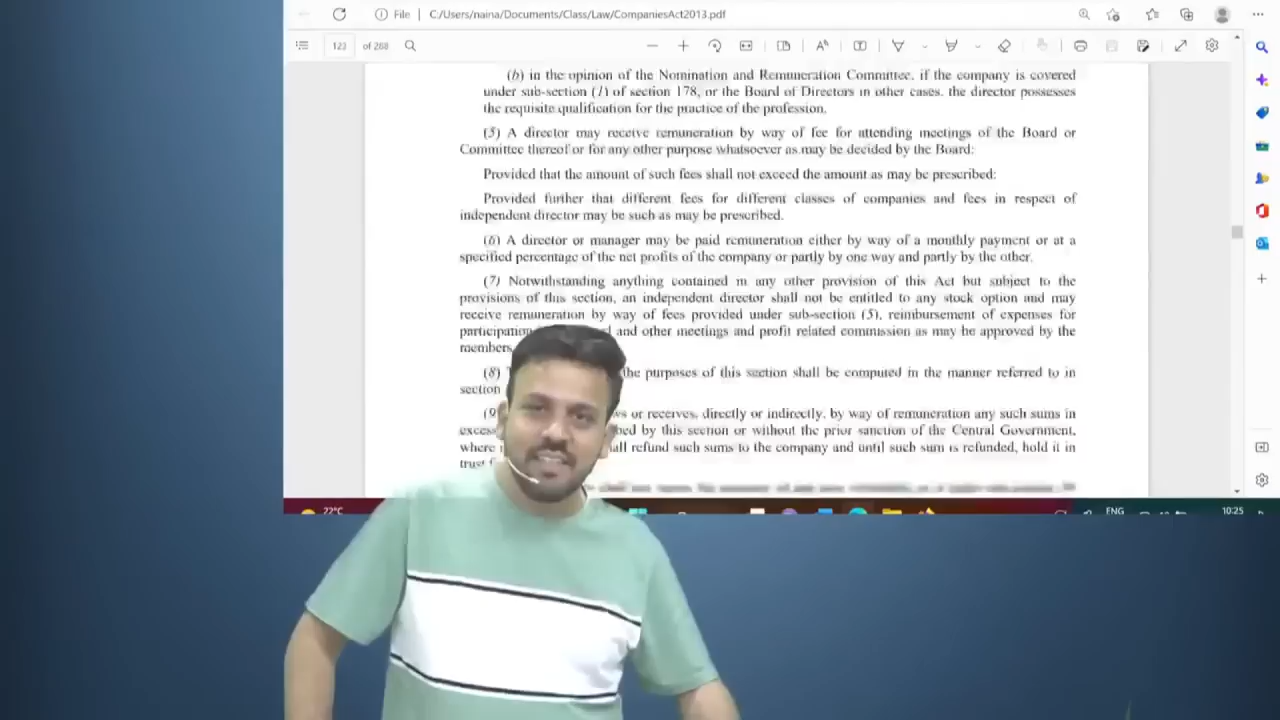 File C:/Users/naina/Documents/Class/Law/CompaniesAct2013.pdf
123 of 288
(b) in the opinion of the Nomination and Remuneration Committee, if the company is covered
under sub-section (1) of section 178, or the Board of Directors in other cases, the director possesses
the requisite qualification for the practice of the profession.
(5) A director may receive remuneration by way of fee for attending meetings of the Board or
Committee thereof or for any other purpose whatsoever as may be decided by the Board:
Provided that the amount of such fees shall not exceed the amount as may be prescribed:
Provided further that different fees for different classes of companies and fees in respect of
independent director may be such as may be prescribed.
(6) A director or manager may be paid remuneration either by way of a monthly payment or at a
specified percentage of the net profits of the company or partly by one way and partly by the other.
(7) Notwithstanding anything contained in any other provision of this Act but subject to the
provisions of this section, an independent director shall not be entitled to any stock option and may
receive remuneration by way of fees provided under sub-section (5), reimbursement of expenses for
participation and other meetings and profit related commission as may be approved by the
members
(8) the purposes of this section shall be computed in the manner referred to in
section
(9 or receives, directly or indirectly, by way of remuneration any such sums in
excess by this section or without the prior sanction of the Central Government,
where refund such sums to the company and until such sum is refunded, hold it in
trust
22°C ENG 10:25